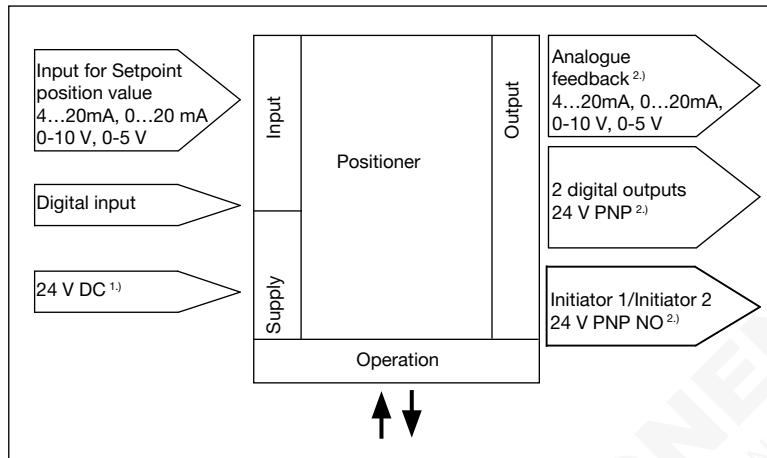 Input for Setpoint
position value
4…20mA, 0…20 mA
0-10 V, 0-5 V
Digital input
24 V DC 1.)
Input
Supply
Positioner
Output
Operation
Analogue
feedback 2.)
4…20mA, 0…20mA,
0-10 V, 0-5 V
2 digital outputs
24 V PNP 2.)
Initiator 1/Initiator 2
24 V PNP NO 2.)